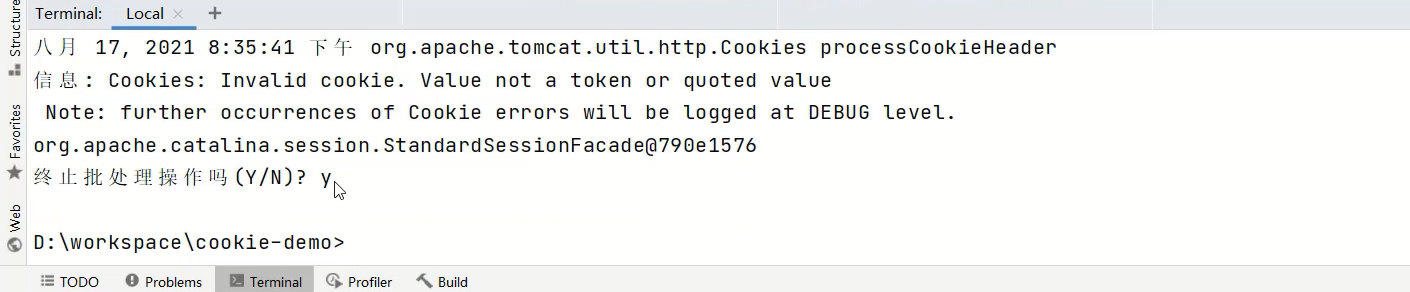 Structure
Terminal: Local × +
八月 17, 2021 8:35:41 下午 org.apache.tomcat.util.http.Cookies processCookieHeader
信息: Cookies: Invalid cookie. Value not a token or quoted value
Note: further occurrences of Cookie errors will be logged at DEBUG level.
org.apache.catalina.session.StandardSessionFacade@790e1576
终止批处理操作吗(Y/N)? y
D:\workspace\cookie-demo>
Favorites
Web
TODO Problems Terminal Profiler Build